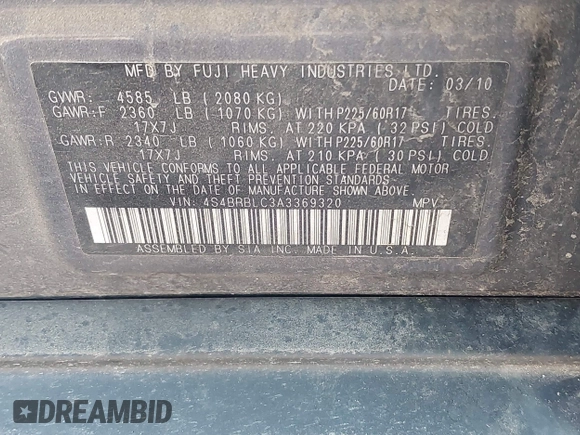 MFD BY FUJI HEAVY INDUSTRIES LTD.
DATE: 03/10
GVWR: 4585 LB ( 2080 KG)
GAWR:F 2360 LB ( 1070 KG) WITH P225/60R17 TIRES.
17X7J RIMS. AT 220 KPA ( 32 PSI) COLD
GAWR:R 2340 LB ( 1060 KG) WITH P225/60R17 TIRES.
17X7J RIMS. AT 210 KPA ( 30 PSI) COLD
THIS VEHICLE CONFORMS TO ALL APPLICABLE FEDERAL MOTOR
VEHICLE SAFETY AND THEFT PREVENTION STANDARDS IN EFFECT
ON THE DATE OF MANUFACTURE SHOWN ABOVE.
VIN: 4S4BRBLC3A3369320 MPV
ASSEMBLED BY SIA INC. MADE IN U.S.A.
DREAMBID